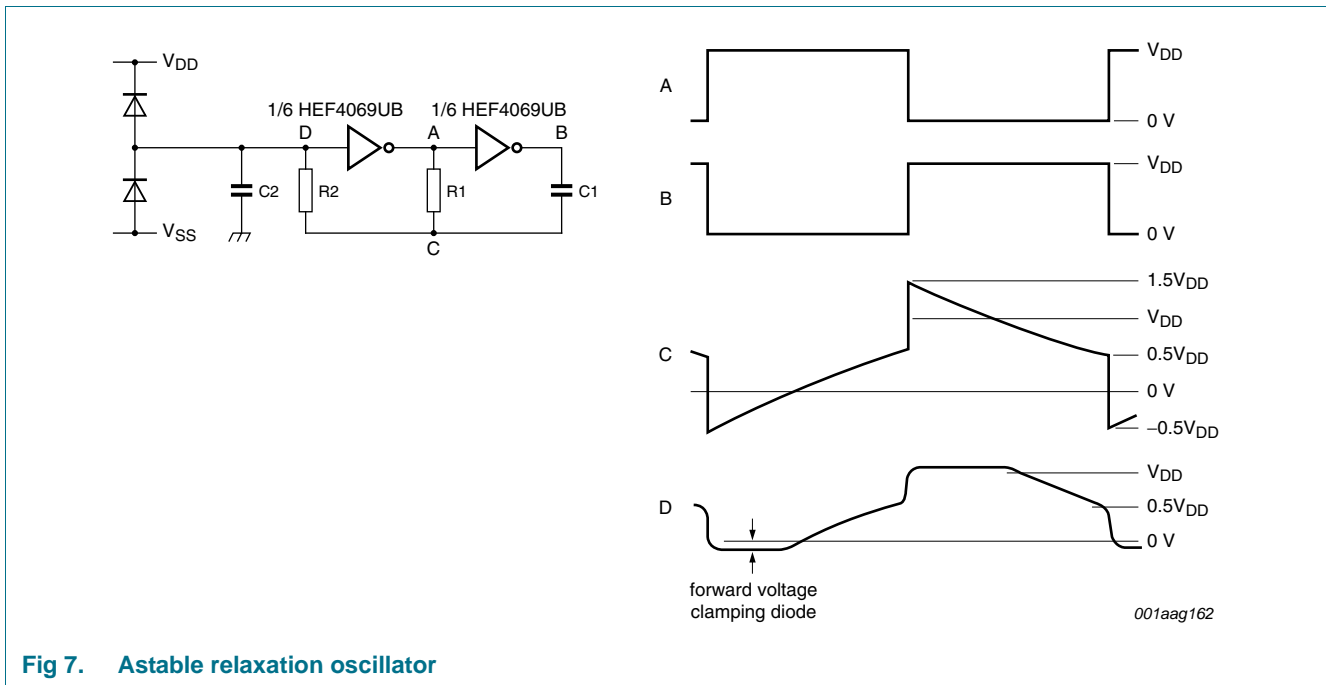 VDD
1/6 HEF4069UB 1/6 HEF4069UB
D A B
C2 R2 R1 C1
VSS
C
A
VDD
0 V
B
VDD
0 V
C
1.5VDD
VDD
0.5VDD
0 V
−0.5VDD
D
VDD
0.5VDD
0 V
forward voltage
clamping diode
001aag162
Fig 7. Astable relaxation oscillator